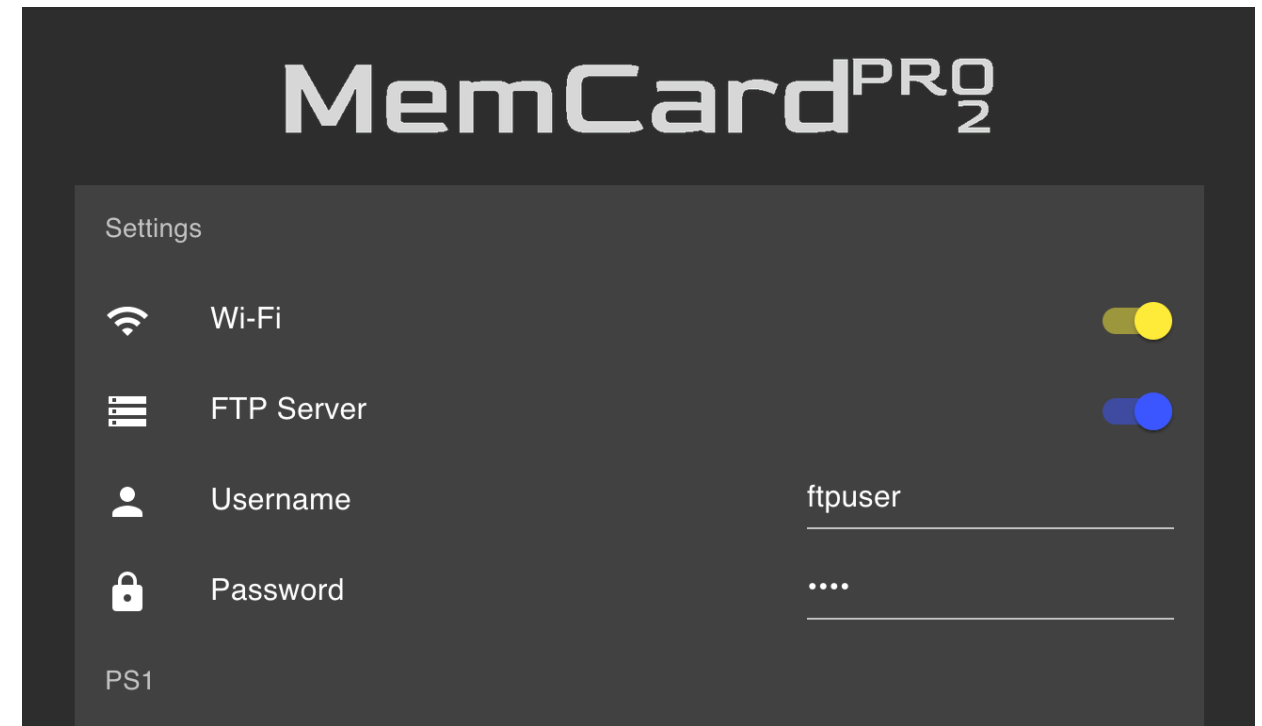 MemCardPRO2
Settings
Wi-Fi
FTP Server
Username ftpuser
Password ••••
PS1